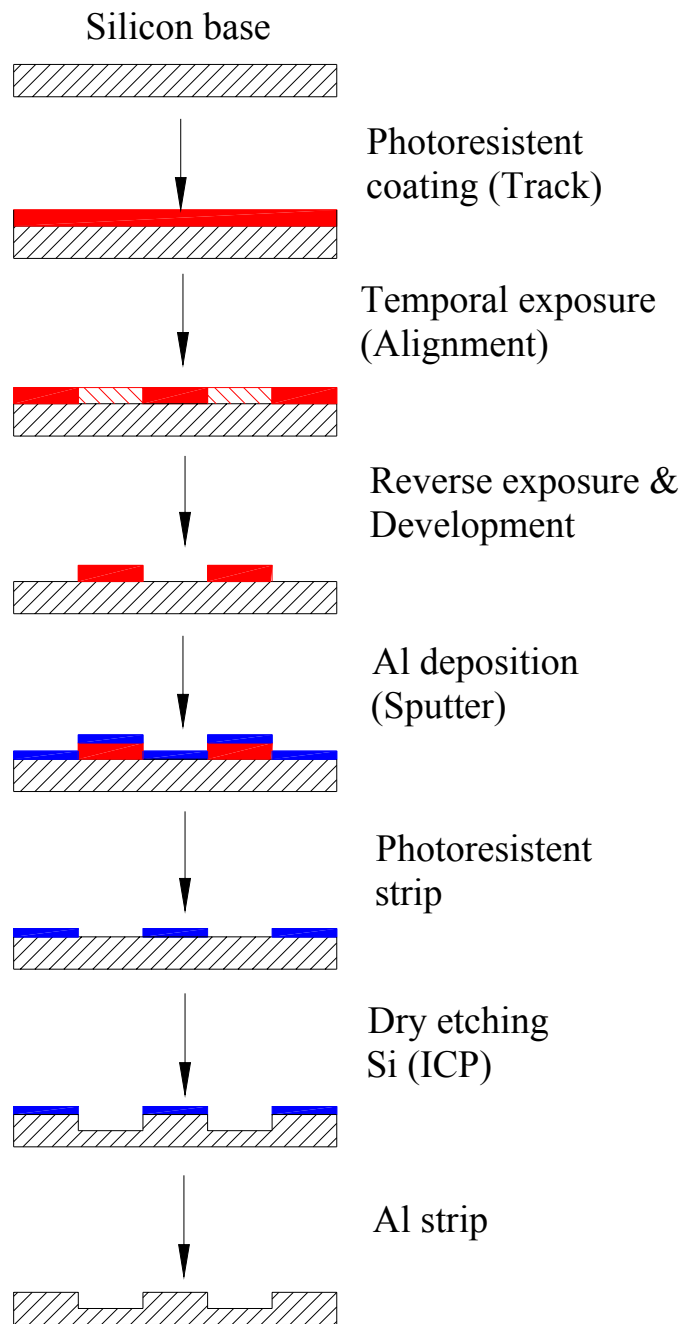 Silicon base
Photoresistent
coating (Track)
Temporal exposure
(Alignment)
Reverse exposure &
Development
Al deposition
(Sputter)
Photoresistent
strip
Dry etching
Si (ICP)
Al strip